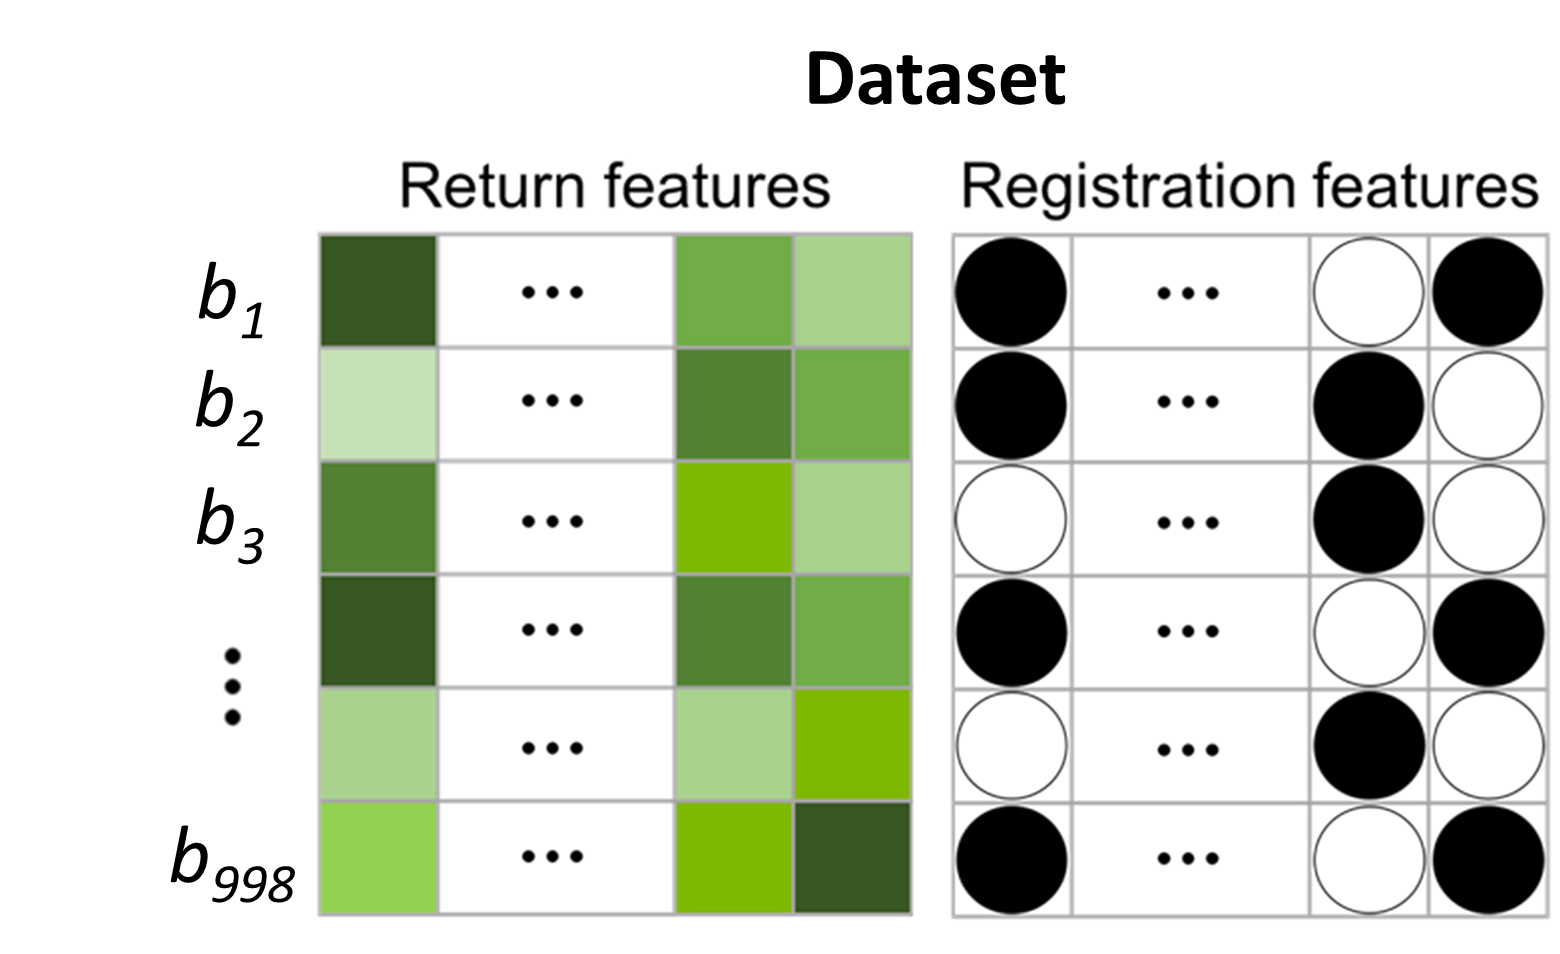 Dataset
Return features Registration features
b1 ... ...
b2 ... ...
b3 ... ...
... ...
... ...
b998 ... ...